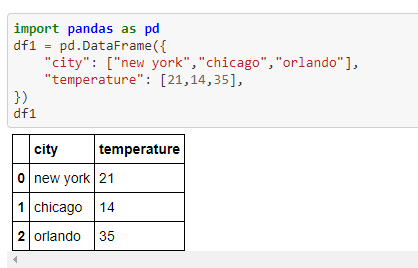 import pandas as pd
df1 = pd.DataFrame({
    "city": ["new york","chicago","orlando"],
    "temperature": [21,14,35],
})
df1
city temperature
0 new york 21
1 chicago 14
2 orlando 35